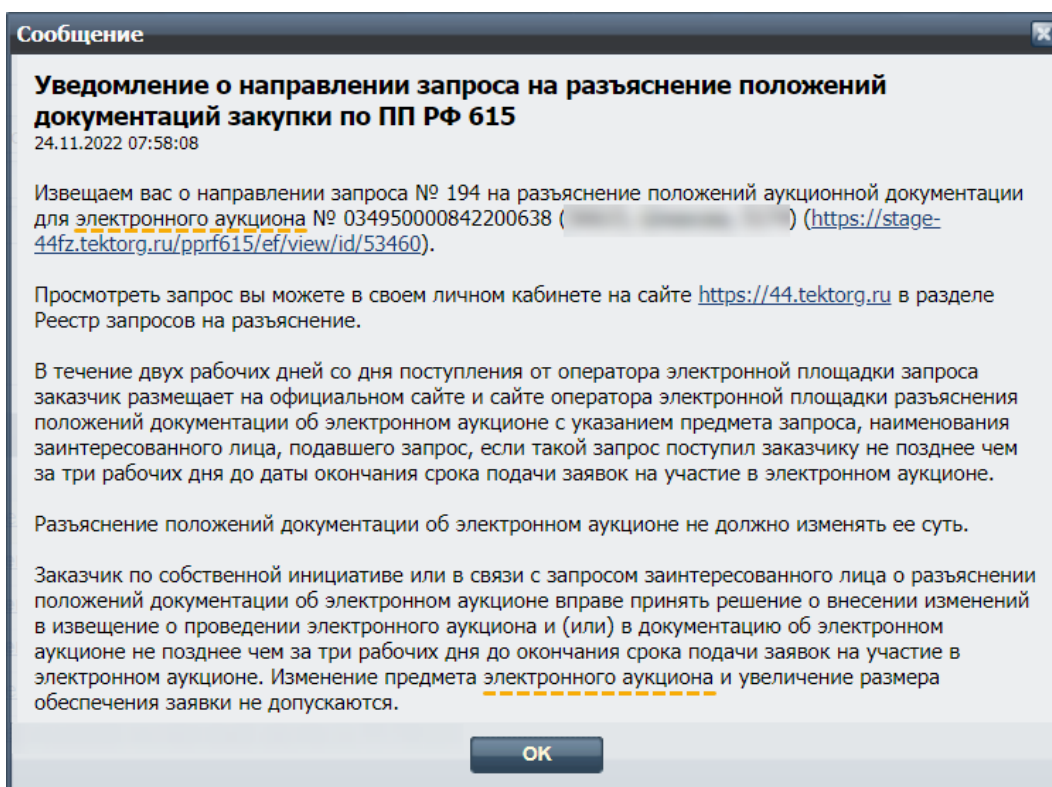 Сообщение
Уведомление о направлении запроса на разъяснение положений
документаций закупки по ПП РФ 615
24.11.2022 07:58:08
Извещаем вас о направлении запроса № 194 на разъяснение положений аукционной документации
для электронного аукциона № 034950000842200638 ( ) (https://stage-
44fz.tektorg.ru/pprf615/ef/view/id/53460).
Просмотреть запрос вы можете в своем личном кабинете на сайте https://44.tektorg.ru в разделе
Реестр запросов на разъяснение.
В течение двух рабочих дней со дня поступления от оператора электронной площадки запроса
заказчик размещает на официальном сайте и сайте оператора электронной площадки разъяснения
положений документации об электронном аукционе с указанием предмета запроса, наименования
заинтересованного лица, подавшего запрос, если такой запрос поступил заказчику не позднее чем
за три рабочих дня до даты окончания срока подачи заявок на участие в электронном аукционе.
Разъяснение положений документации об электронном аукционе не должно изменять ее суть.
Заказчик по собственной инициативе или в связи с запросом заинтересованного лица о разъяснении
положений документации об электронном аукционе вправе принять решение о внесении изменений
в извещение о проведении электронного аукциона и (или) в документацию об электронном
аукционе не позднее чем за три рабочих дня до окончания срока подачи заявок на участие в
электронном аукционе. Изменение предмета электронного аукциона и увеличение размера
обеспечения заявки не допускаются.
ОК